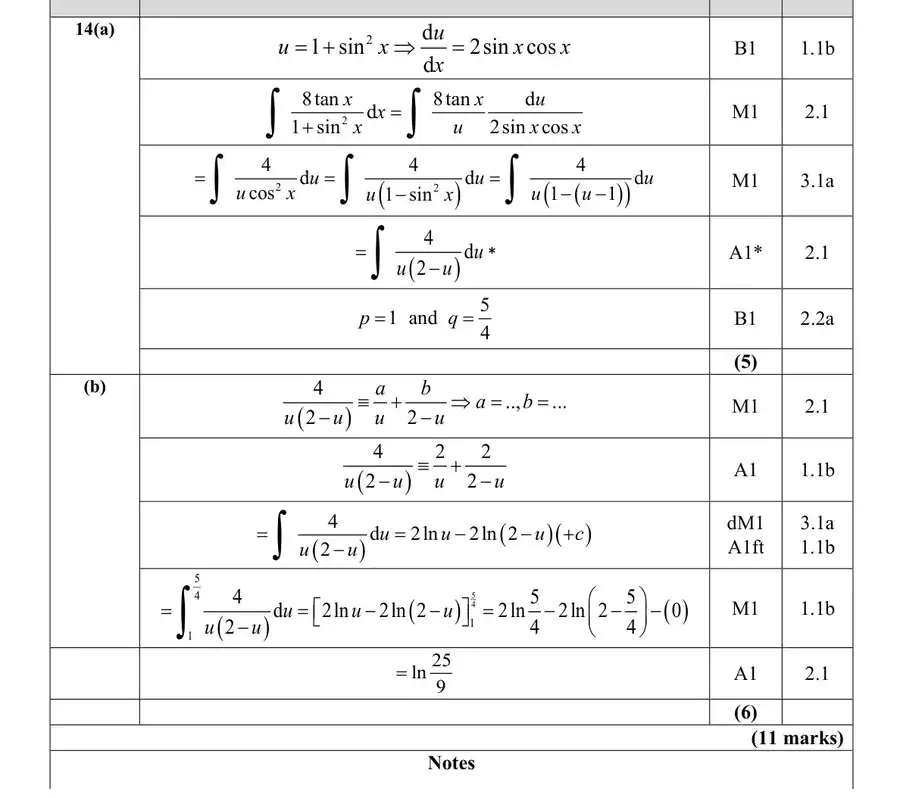 14(a)
u = 1 + sin² x ⇒ du/dx = 2 sin x cos x B1 1.1b
∫ 8 tan x/(1 + sin² x) dx = ∫ (8 tan x/u) du/(2 sin x cos x) M1 2.1
= ∫ 4/(u cos² x) du = ∫ 4/(u(1 − sin² x)) du = ∫ 4/(u(1 − (u − 1))) du M1 3.1a
= ∫ 4/(u(2 − u)) du * A1* 2.1
p = 1 and q = 5/4 B1 2.2a
(5)
(b)
4/(u(2 − u)) ≡ a/u + b/(2 − u) ⇒ a = .., b = ... M1 2.1
4/(u(2 − u)) ≡ 2/u + 2/(2 − u) A1 1.1b
= ∫ 4/(u(2 − u)) du = 2 ln u − 2 ln (2 − u)(+c) dM1 3.1a
A1ft 1.1b
= ∫₁^(5/4) 4/(u(2 − u)) du = [2 ln u − 2 ln (2 − u)]₁^(5/4) = 2 ln 5/4 − 2 ln (2 − 5/4) − (0) M1 1.1b
= ln 25/9 A1 2.1
(6)
(11 marks)
Notes